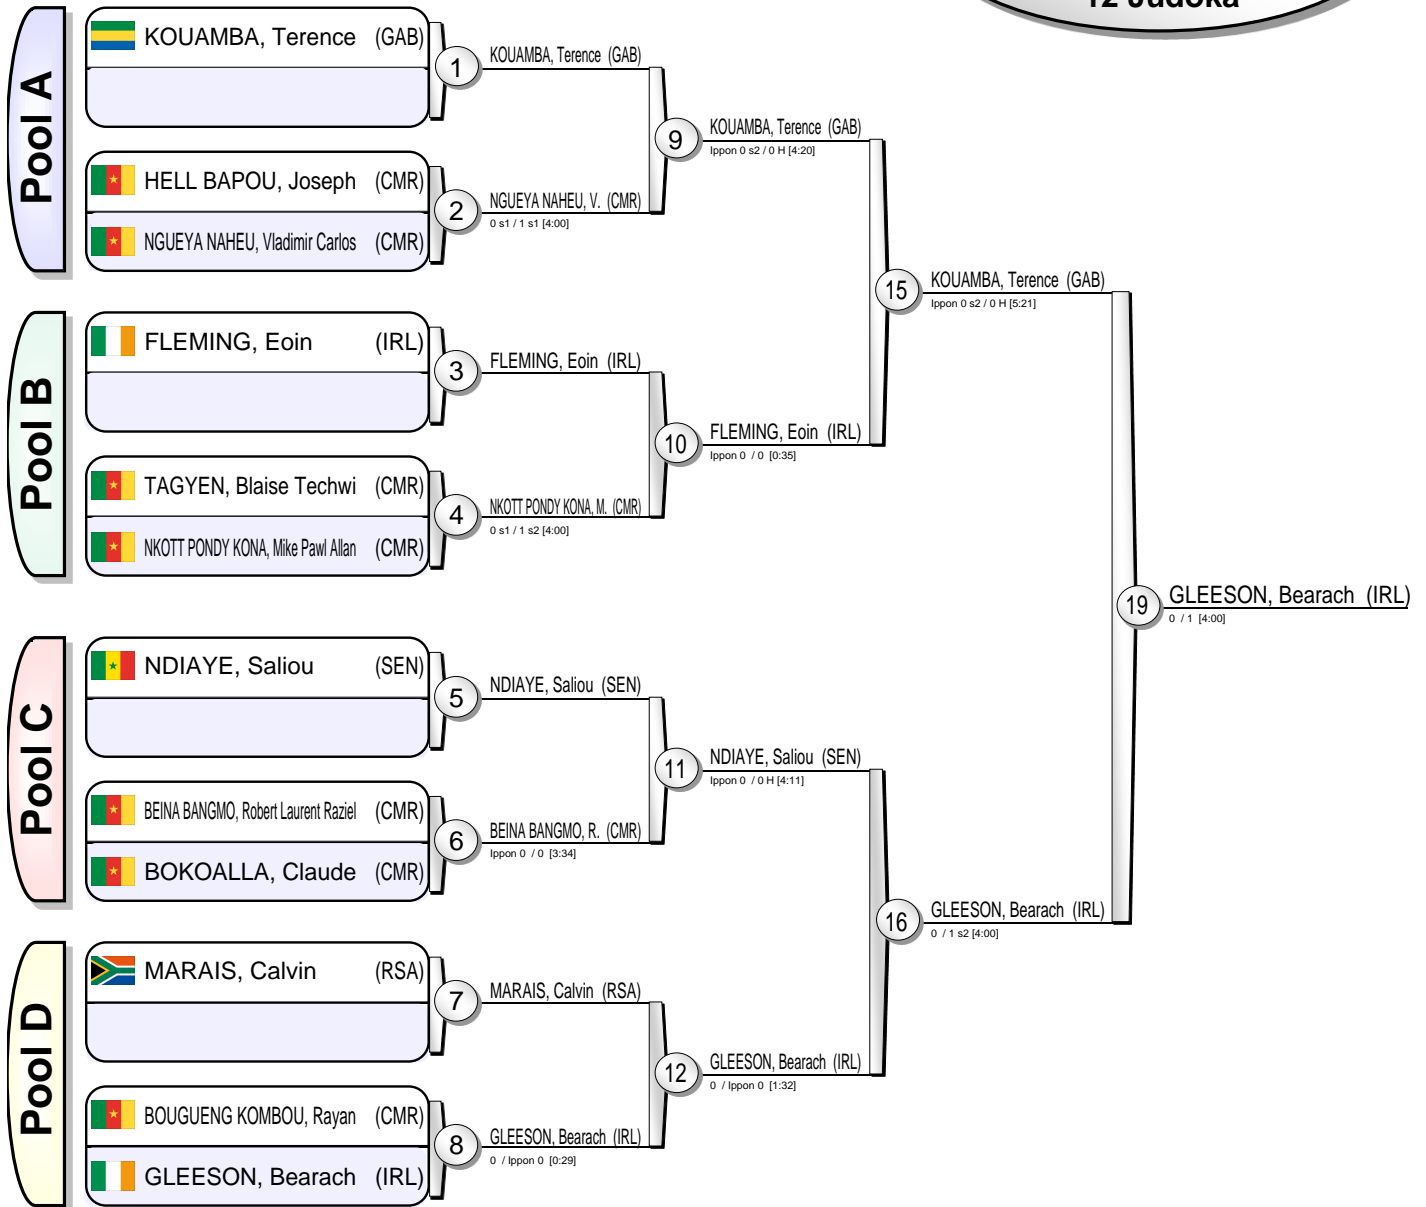 12 Judoka
Pool A
KOUAMBA, Terence (GAB)
1
KOUAMBA, Terence (GAB)
HELL BAPOU, Joseph (CMR)
NGUEYA NAHEU, Vladimir Carlos (CMR)
2
NGUEYA NAHEU, V. (CMR)
0 s1 / 1 s1 [4:00]
9
KOUAMBA, Terence (GAB)
Ippon 0 s2 / 0 H [4:20]
Pool B
FLEMING, Eoin (IRL)
3
FLEMING, Eoin (IRL)
TAGYEN, Blaise Techwi (CMR)
NKOTT PONDY KONA, Mike Pawl Allan (CMR)
4
NKOTT PONDY KONA, M. (CMR)
0 s1 / 1 s2 [4:00]
10
FLEMING, Eoin (IRL)
Ippon 0 / 0 [0:35]
15
KOUAMBA, Terence (GAB)
Ippon 0 s2 / 0 H [5:21]
Pool C
NDIAYE, Saliou (SEN)
5
NDIAYE, Saliou (SEN)
BEINA BANGMO, Robert Laurent Raziel (CMR)
BOKOALLA, Claude (CMR)
6
BEINA BANGMO, R. (CMR)
Ippon 0 / 0 [3:34]
11
NDIAYE, Saliou (SEN)
Ippon 0 / 0 H [4:11]
Pool D
MARAIS, Calvin (RSA)
7
MARAIS, Calvin (RSA)
BOUGUENG KOMBOU, Rayan (CMR)
GLEESON, Bearach (IRL)
8
GLEESON, Bearach (IRL)
0 / Ippon 0 [0:29]
12
GLEESON, Bearach (IRL)
0 / Ippon 0 [1:32]
16
GLEESON, Bearach (IRL)
0 / 1 s2 [4:00]
19
GLEESON, Bearach (IRL)
0 / 1 [4:00]